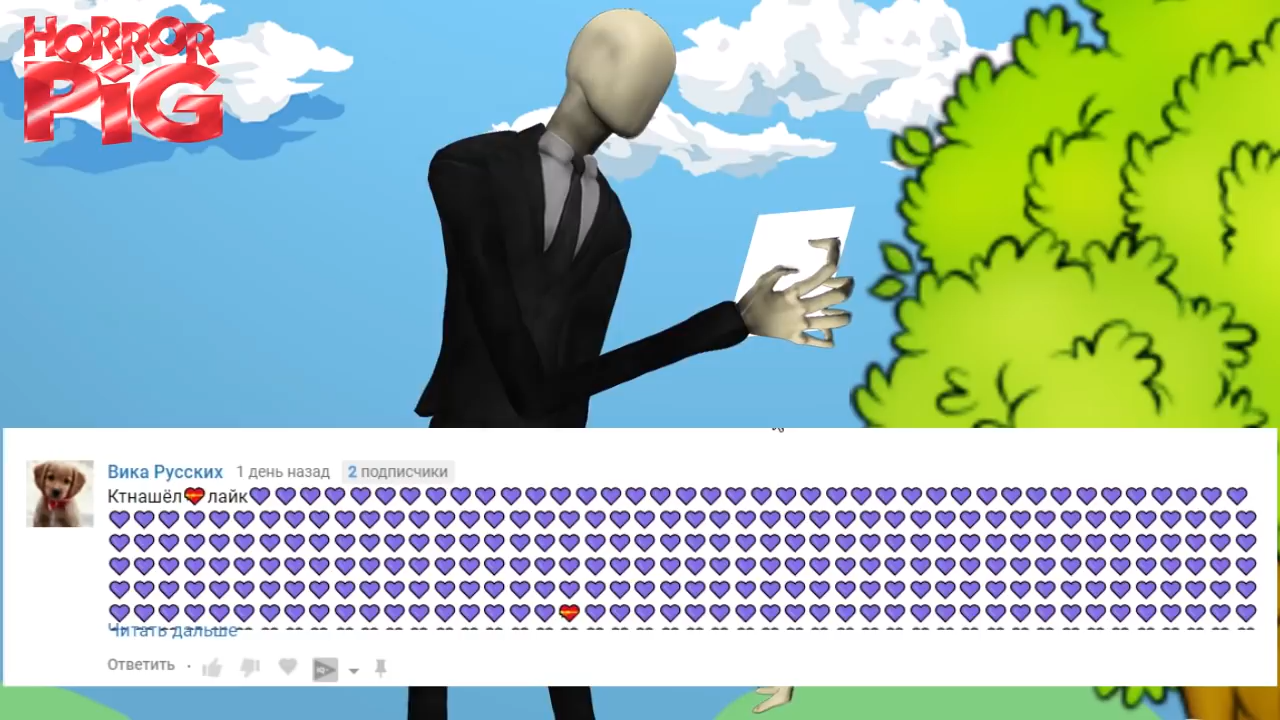 HORROR
PiG
Вика Русских 1 день назад 2 подписчики
Ктнашёл лайк
Читать дальше
Ответить